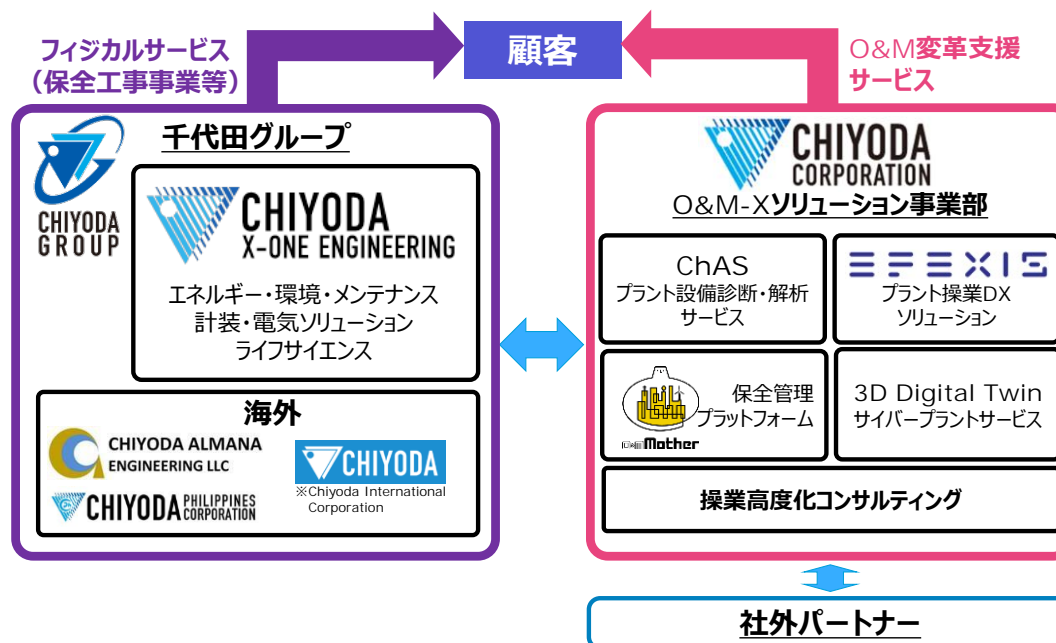 フィジカルサービス
（保全工事事業等）
顧客
O&M変革支援
サービス
千代田グループ
CHIYODA
GROUP
CHIYODA
X-ONE ENGINEERING
エネルギー・環境・メンテナンス
計装・電気ソリューション
ライフサイエンス
海外
CHIYODA ALMANA
ENGINEERING LLC
CHIYODA PHILIPPINES
CORPORATION
CHIYODA
※Chiyoda International
Corporation
CHIYODA
CORPORATION
O&M-Xソリューション事業部
ChAS
プラント設備診断・解析
サービス
EFEXIS
プラント操業DX
ソリューション
保全管理
プラットフォーム
Mother
3D Digital Twin
サイバープラントサービス
操業高度化コンサルティング
社外パートナー